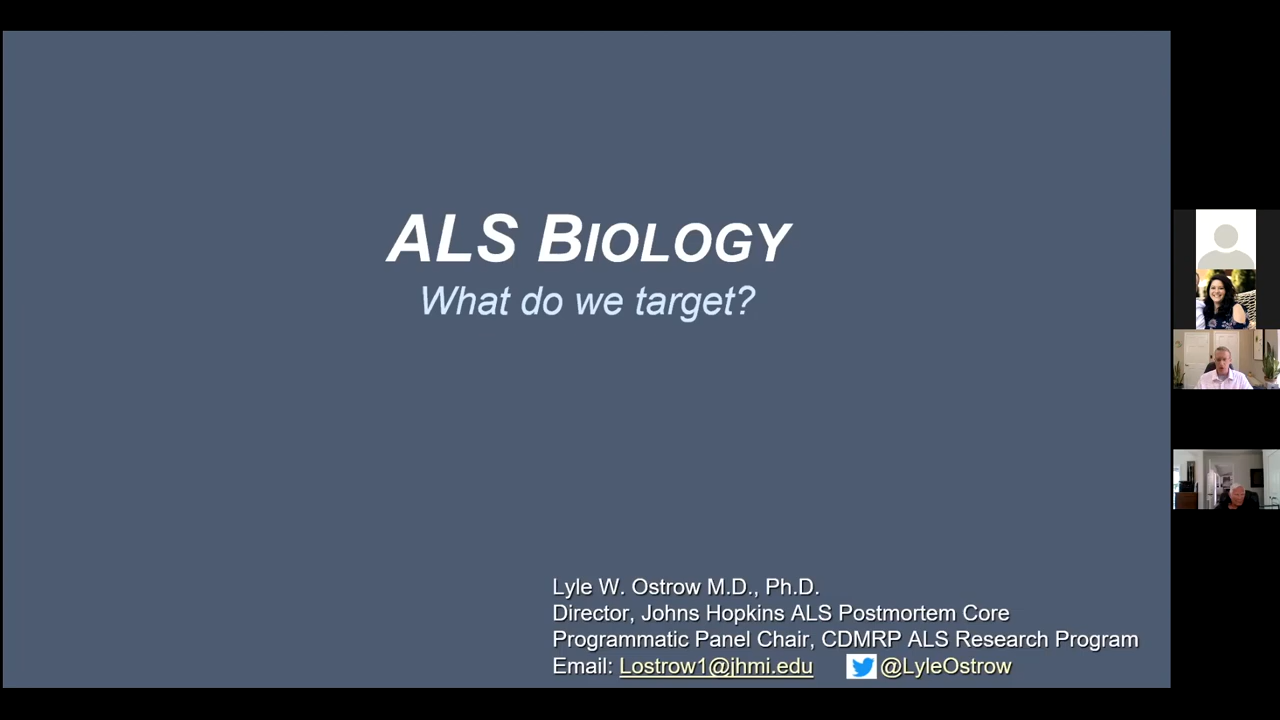 ALS BIOLOGY
What do we target?
Lyle W. Ostrow M.D., Ph.D.
Director, Johns Hopkins ALS Postmortem Core
Programmatic Panel Chair, CDMRP ALS Research Program
Email: Lostrow1@jhmi.edu @LyleOstrow